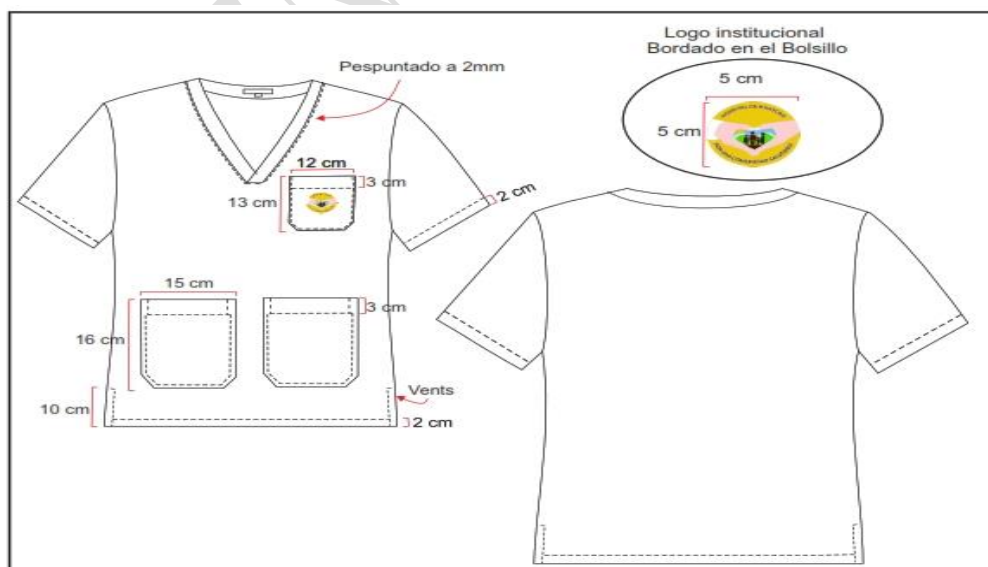 Logo institucional
Bordado en el Bolsillo
5 cm
5 cm
Pespuntado a 2mm
12 cm
3 cm
13 cm
2 cm
15 cm
3 cm
16 cm
Vents
10 cm
2 cm